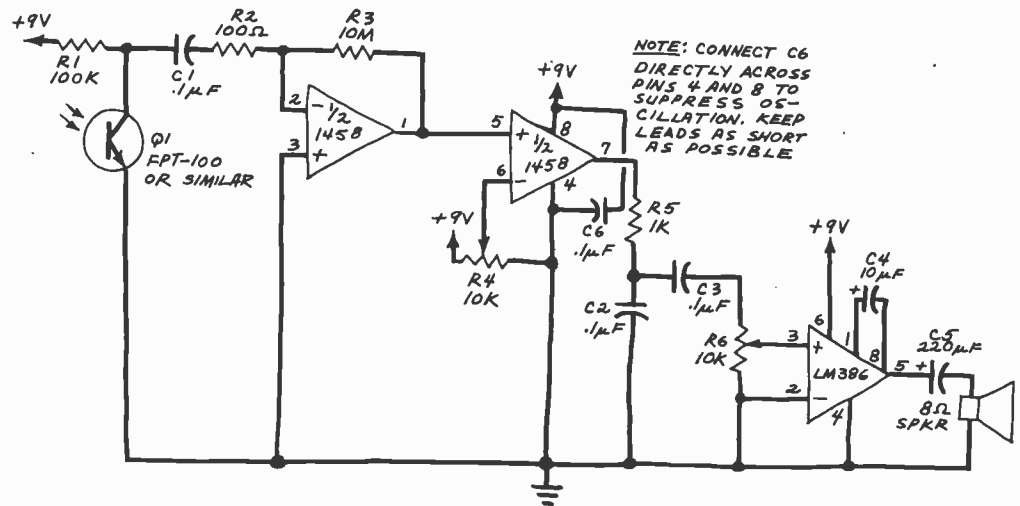 +9V
R1
100K
C1
.1µF
R2
100Ω
R3
10M
Q1
FPT-100
OR SIMILAR
2
-
1/2
1458
1
3
+
+9V
5
+
8
1/2
1458
7
6
-
4
NOTE: CONNECT C6
DIRECTLY ACROSS
PINS 4 AND 8 TO
SUPPRESS OS-
CILLATION. KEEP
LEADS AS SHORT
AS POSSIBLE
+9V
R4
10K
C6
.1µF
R5
1K
C2
.1µF
C3
.1µF
R6
10K
+9V
6
3
+
1
LM386
8
2
-
4
5
C4
10µF
+
C5
220µF
+
8Ω
SPKR